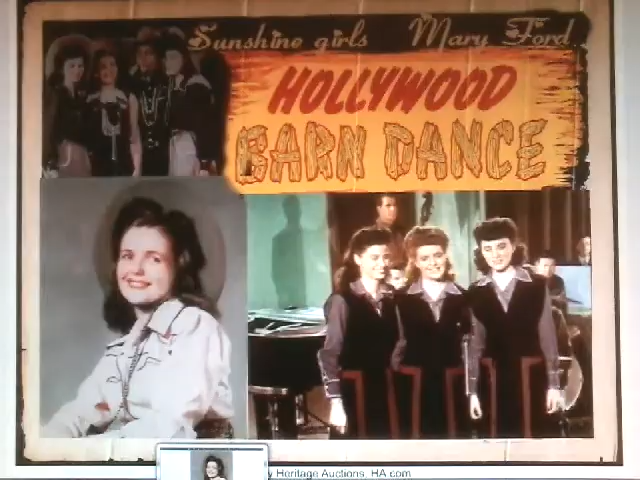 Sunshine girls Mary Ford
HOLLYWOOD
BARN DANCE
y Heritage Auctions, HA.com